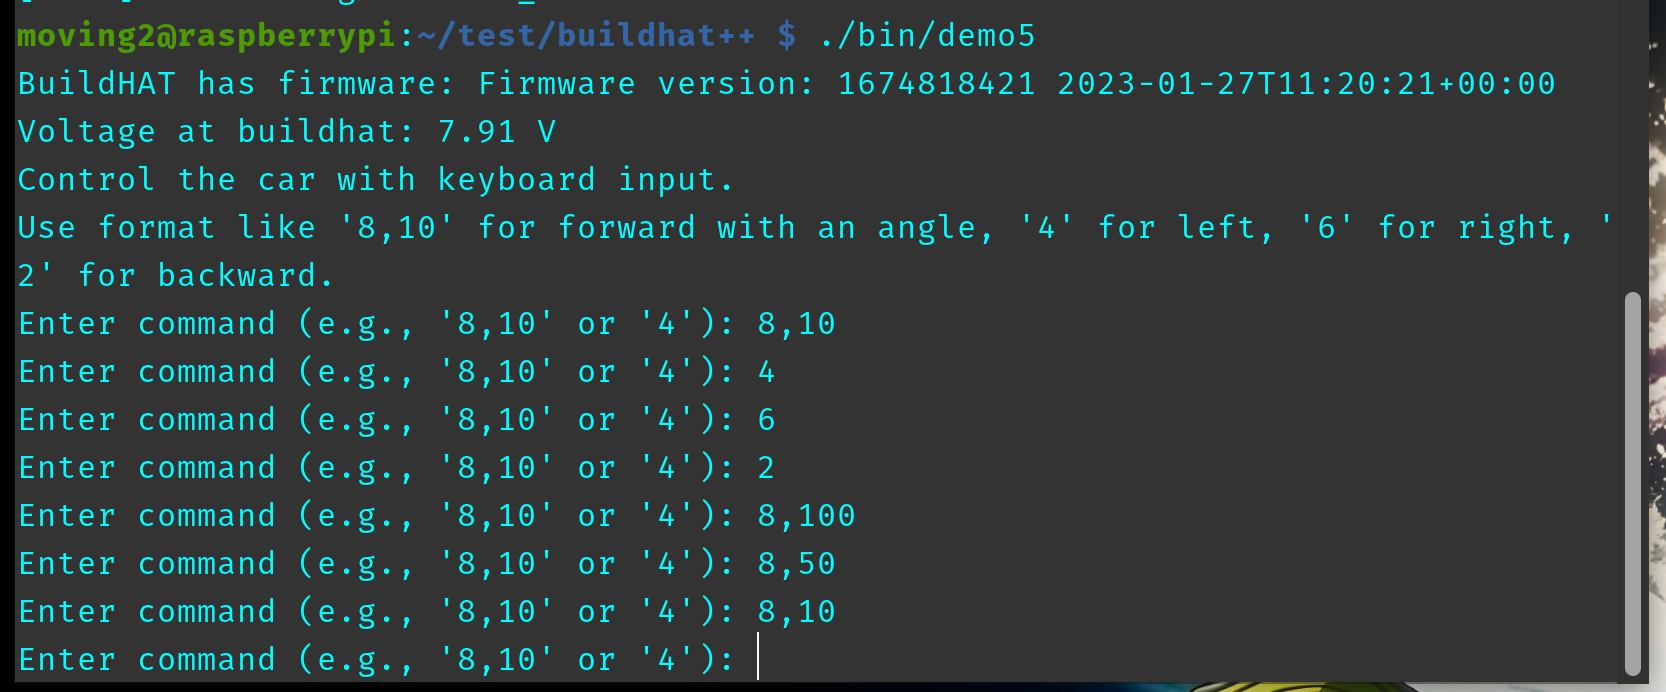 moving2@raspberrypi:~/test/buildhat++ $ ./bin/demo5
BuildHAT has firmware: Firmware version: 1674818421 2023-01-27T11:20:21+00:00
Voltage at buildhat: 7.91 V
Control the car with keyboard input.
Use format like '8,10' for forward with an angle, '4' for left, '6' for right, '
2' for backward.
Enter command (e.g., '8,10' or '4'): 8,10
Enter command (e.g., '8,10' or '4'): 4
Enter command (e.g., '8,10' or '4'): 6
Enter command (e.g., '8,10' or '4'): 2
Enter command (e.g., '8,10' or '4'): 8,100
Enter command (e.g., '8,10' or '4'): 8,50
Enter command (e.g., '8,10' or '4'): 8,10
Enter command (e.g., '8,10' or '4'):